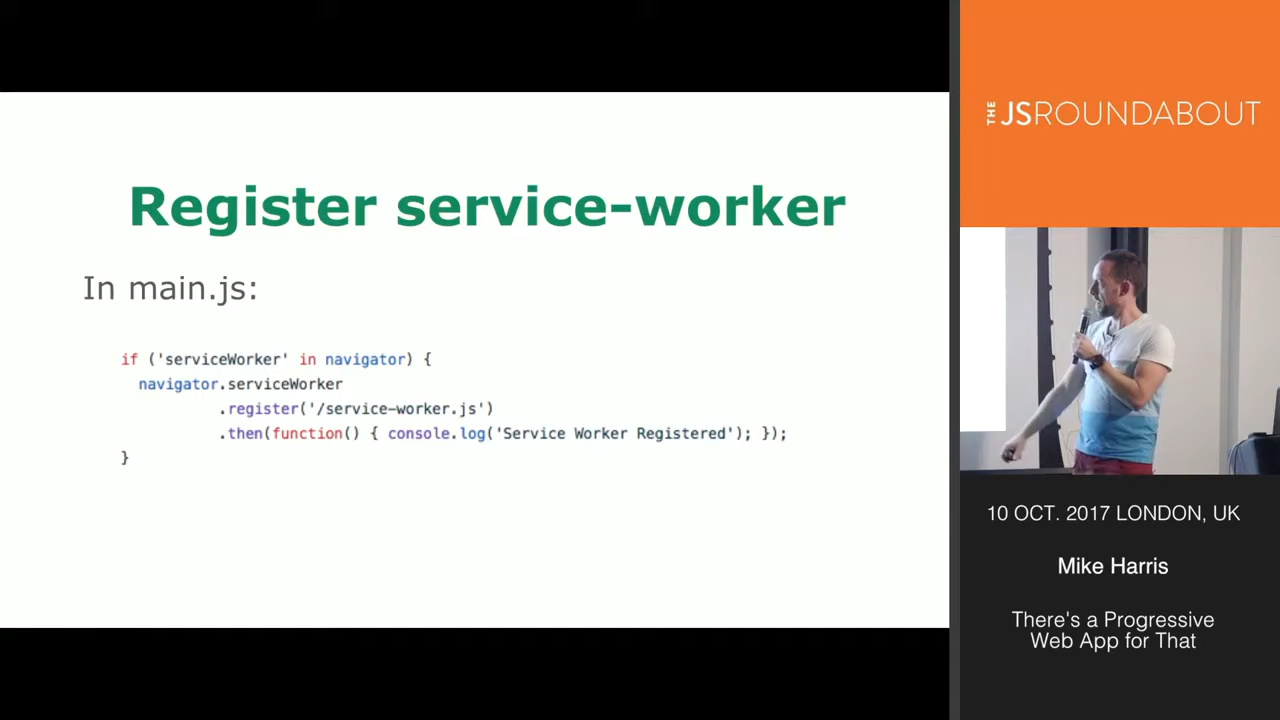 Register service-worker
In main.js:
if ('serviceWorker' in navigator) {
navigator.serviceWorker
.register('/service-worker.js')
.then(function() { console.log('Service Worker Registered'); });
}
THE JSROUNDABOUT
10 OCT. 2017 LONDON, UK
Mike Harris
There's a Progressive
Web App for That